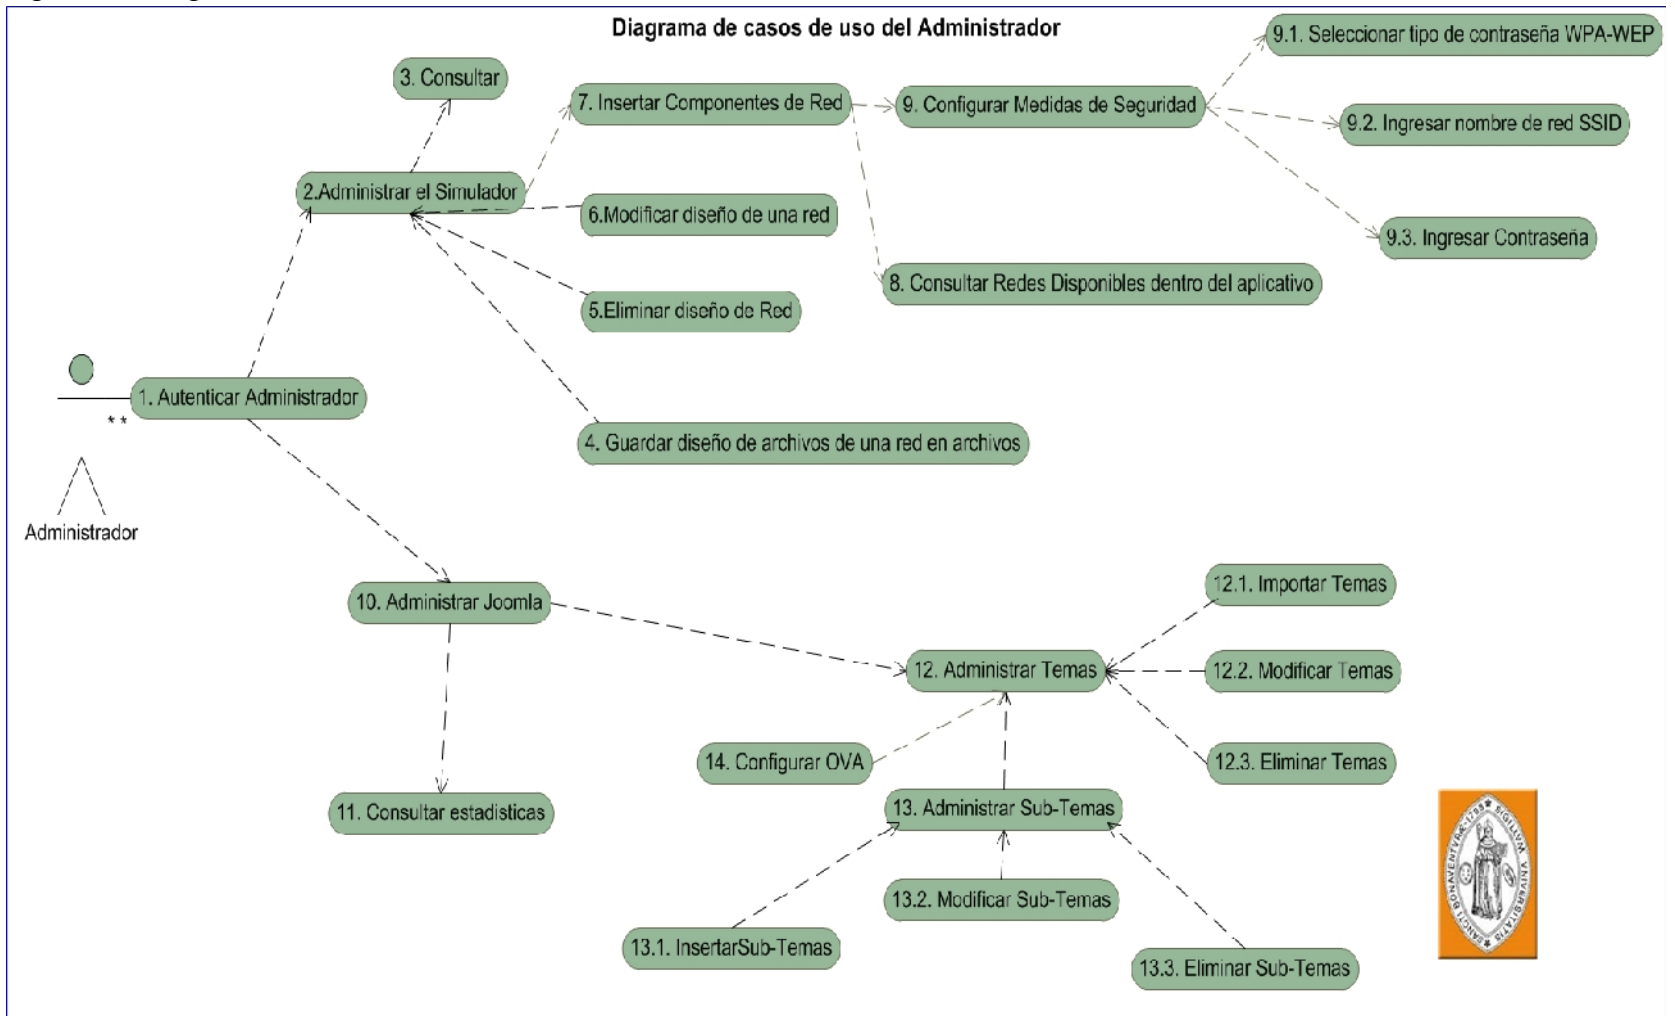 Diagrama de casos de uso del Administrador
9.1. Seleccionar tipo de contraseña WPA-WEP
3. Consultar
7. Insertar Componentes de Red
9. Configurar Medidas de Seguridad
9.2. Ingresar nombre de red SSID
2.Administrar el Simulador
6.Modificar diseño de una red
9.3. Ingresar Contraseña
8. Consultar Redes Disponibles dentro del aplicativo
5.Eliminar diseño de Red
1. Autenticar Administrador
* *
4. Guardar diseño de archivos de una red en archivos
Administrador
12.1. Importar Temas
10. Administrar Joomla
12. Administrar Temas
12.2. Modificar Temas
14. Configurar OVA
12.3. Eliminar Temas
11. Consultar estadisticas
13. Administrar Sub-Temas
13.2. Modificar Sub-Temas
13.1. InsertarSub-Temas
13.3. Eliminar Sub-Temas
SIGILLVM VNIVERSITATIS
SANCTI BONAVENTVRÆ-1708